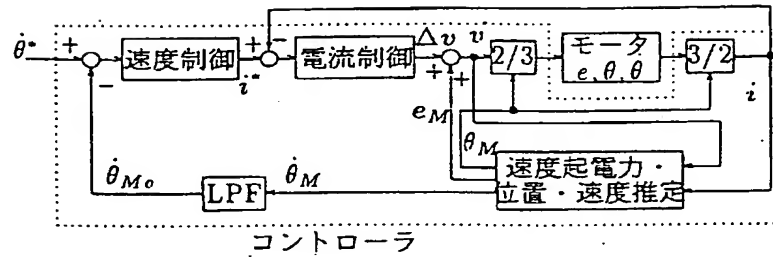 θ̇*
+
-
速度制御
i*
+
-
電流制御
Δv
+
+
v
2/3
モータ
e,θ,θ̇
3/2
i
e_M
θ_M
速度起電力・
位置・速度推定
θ̇_M
LPF
θ̇_Mo
コントローラ